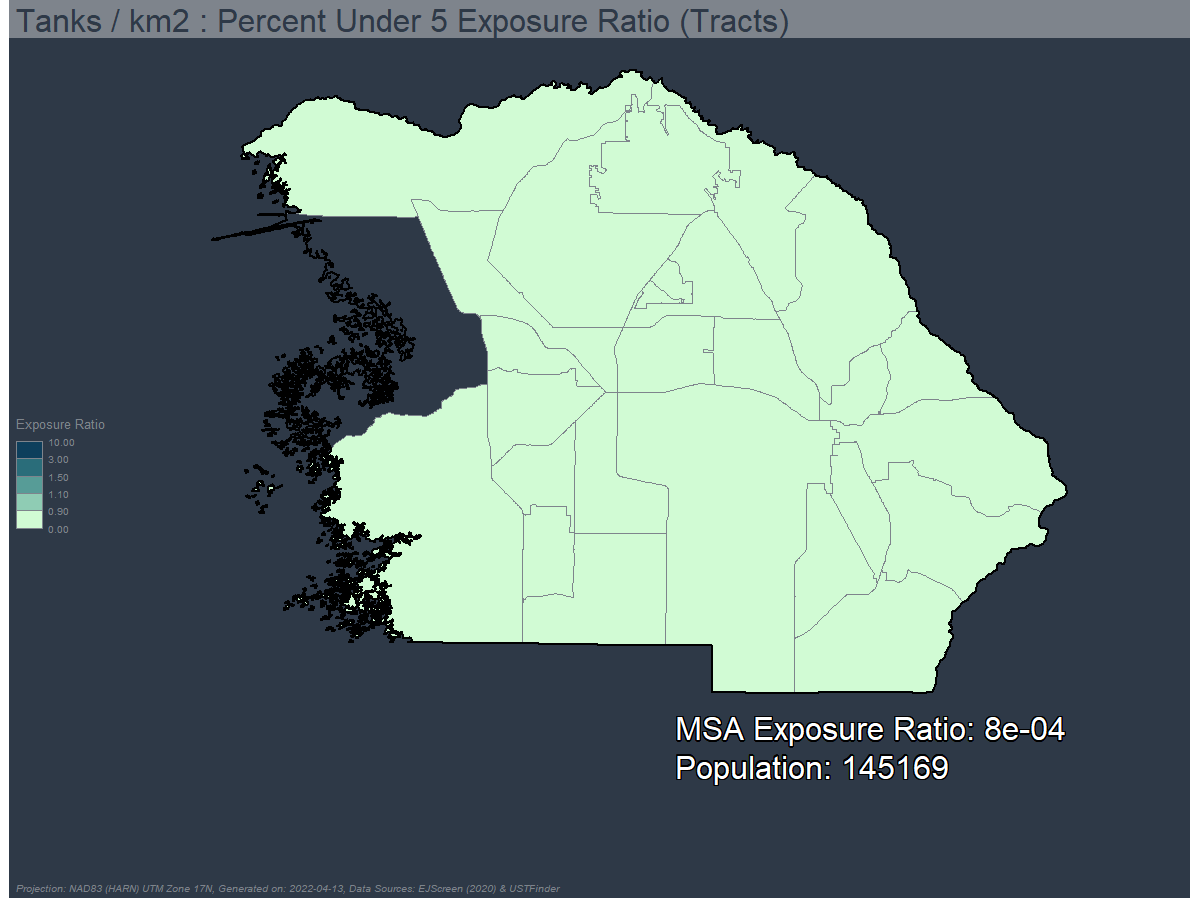 Tanks / km2 : Percent Under 5 Exposure Ratio (Tracts)
Exposure Ratio
10.00
3.00
1.50
1.10
0.90
0.00
MSA Exposure Ratio: 8e-04
Population: 145169
Projection: NAD83 (HARN) UTM Zone 17N, Generated on: 2022-04-13, Data Sources: EJScreen (2020) & USTFinder